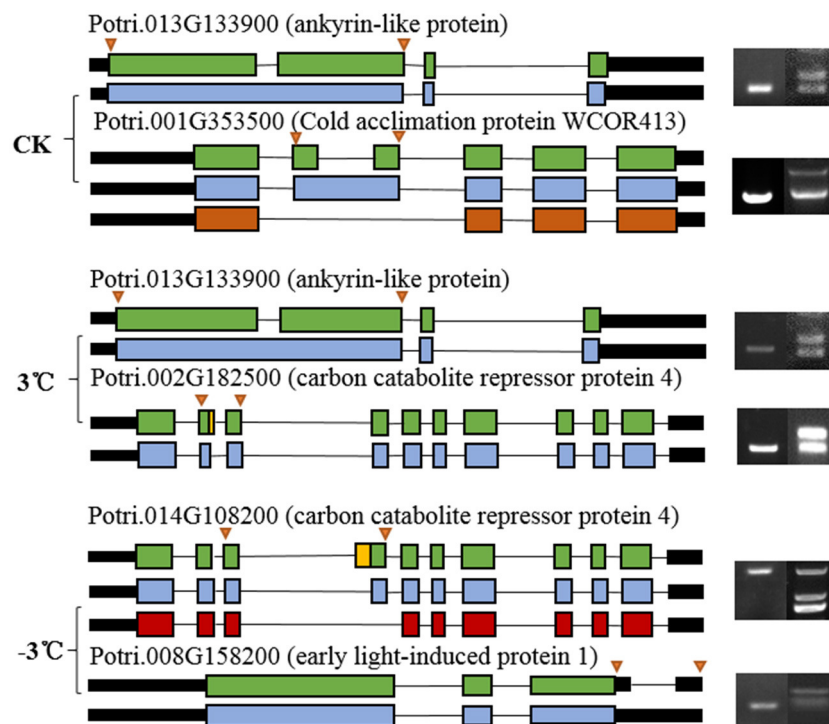 Potri.013G133900 (ankyrin-like protein)
CK
Potri.001G353500 (Cold acclimation protein WCOR413)
Potri.013G133900 (ankyrin-like protein)
3℃
Potri.002G182500 (carbon catabolite repressor protein 4)
Potri.014G108200 (carbon catabolite repressor protein 4)
-3℃
Potri.008G158200 (early light-induced protein 1)